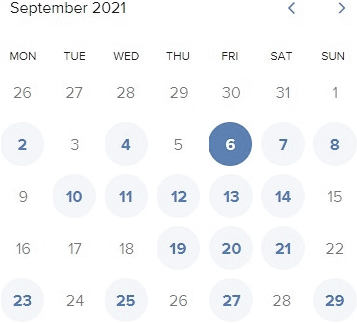 September 2021
MON TUE WED THU FRI SAT SUN
26 27 28 29 30 31 1
2 3 4 5 6 7 8
9 10 11 12 13 14 15
16 17 18 19 20 21 22
23 24 25 26 27 28 29